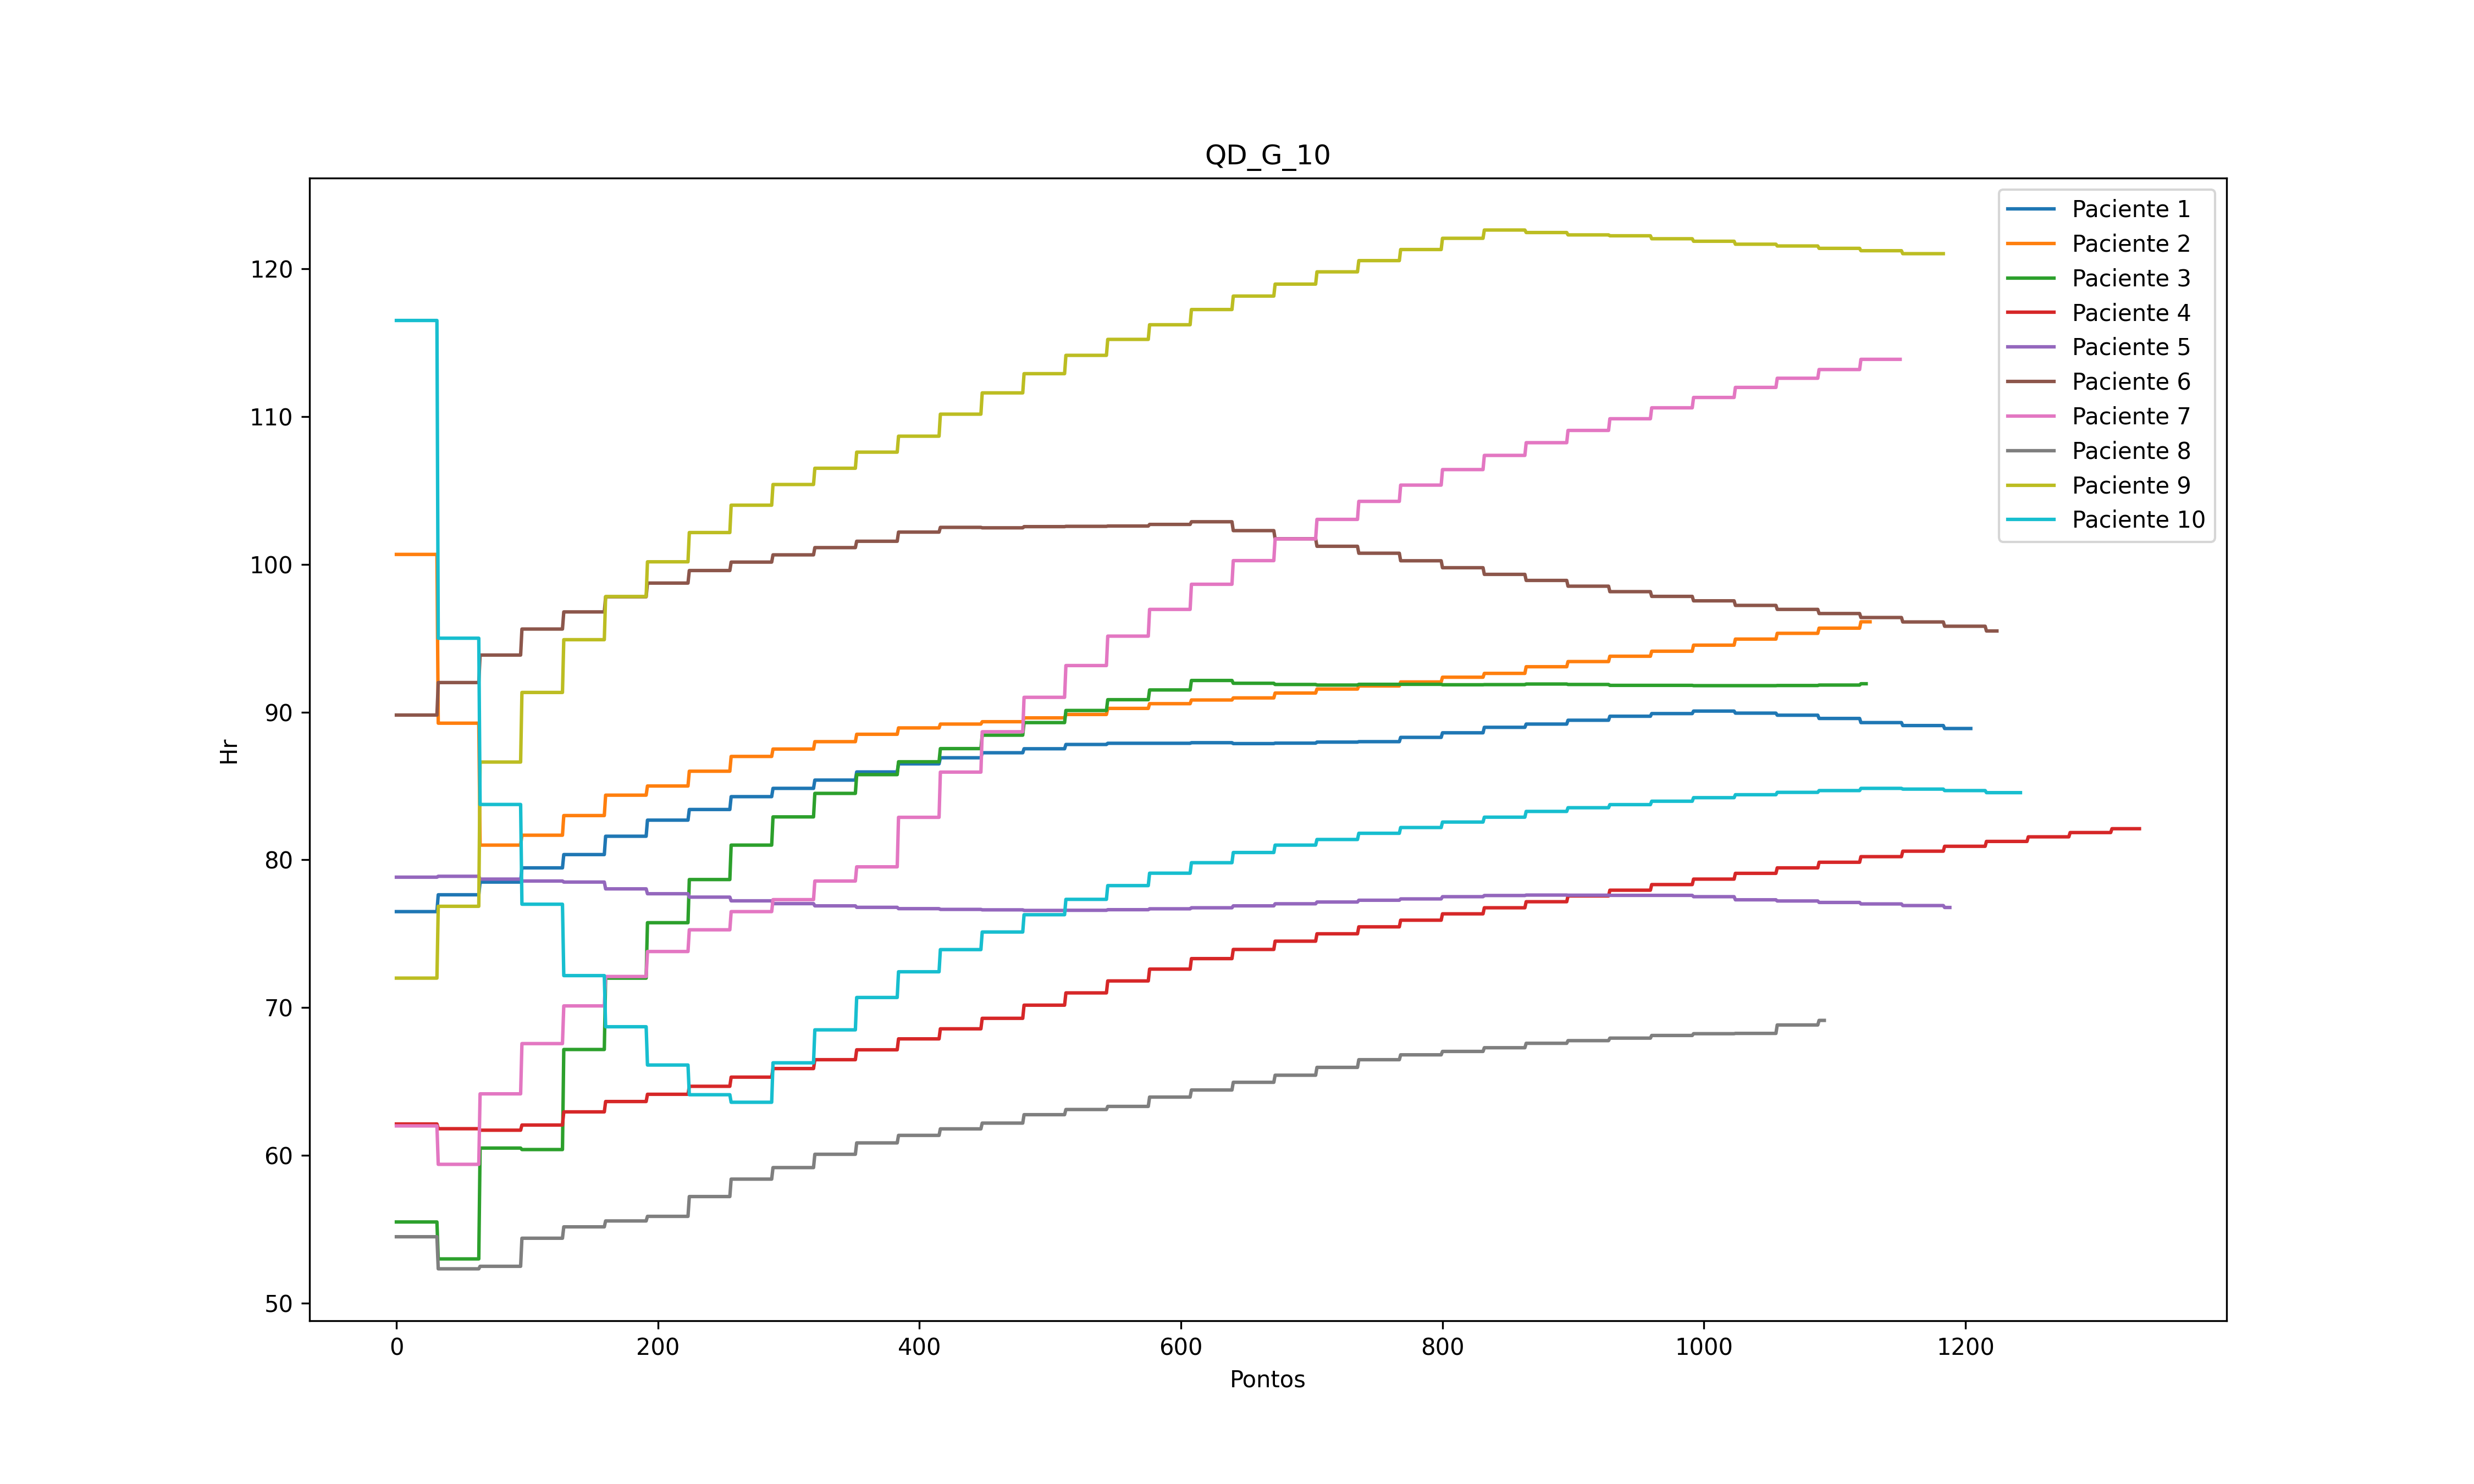 QD_G_10
Paciente 1
Paciente 2
Paciente 3
Paciente 4
Paciente 5
Paciente 6
Paciente 7
Paciente 8
Paciente 9
Paciente 10
120
110
100
90
80
70
60
50
Hr
0 200 400 600 800 1000 1200
Pontos